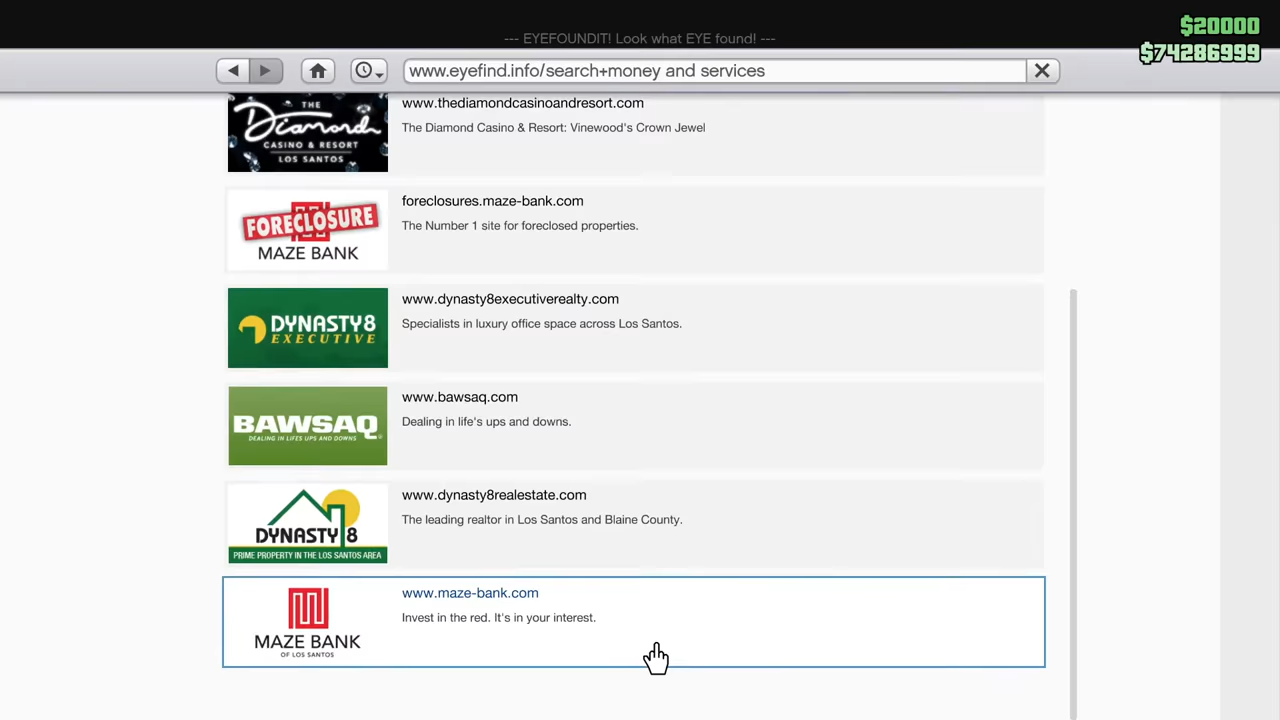 $20000
--- EYEFOUNDIT! Look what EYE found! ---
$74286999
www.eyefind.info/search+money and services
THE
Diamond
CASINO & RESORT
LOS SANTOS
www.thediamondcasinoandresort.com
The Diamond Casino & Resort: Vinewood's Crown Jewel
FORECLOSURE
MAZE BANK
foreclosures.maze-bank.com
The Number 1 site for foreclosed properties.
DYNASTY8
EXECUTIVE
www.dynasty8executiverealty.com
Specialists in luxury office space across Los Santos.
BAWSAQ
DEALING IN LIFES UPS AND DOWNS
www.bawsaq.com
Dealing in life's ups and downs.
DYNASTY 8
PRIME PROPERTY IN THE LOS SANTOS AREA
www.dynasty8realestate.com
The leading realtor in Los Santos and Blaine County.
MAZE BANK
OF LOS SANTOS
www.maze-bank.com
Invest in the red. It's in your interest.